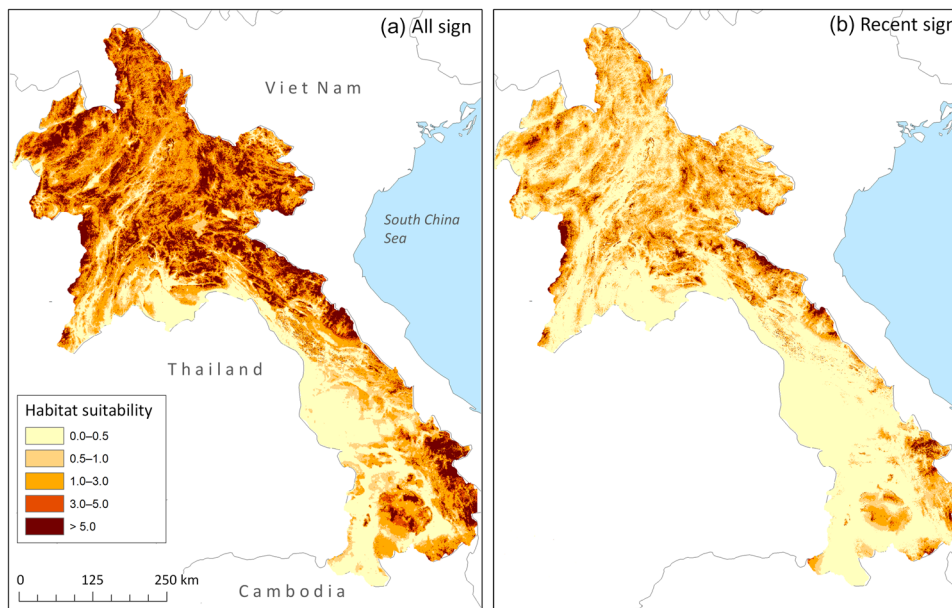 (a) All sign
(b) Recent sign
Viet Nam
South China
Sea
Thailand
Habitat suitability
0.0–0.5
0.5–1.0
1.0–3.0
3.0–5.0
> 5.0
0 125 250 km
Cambodia